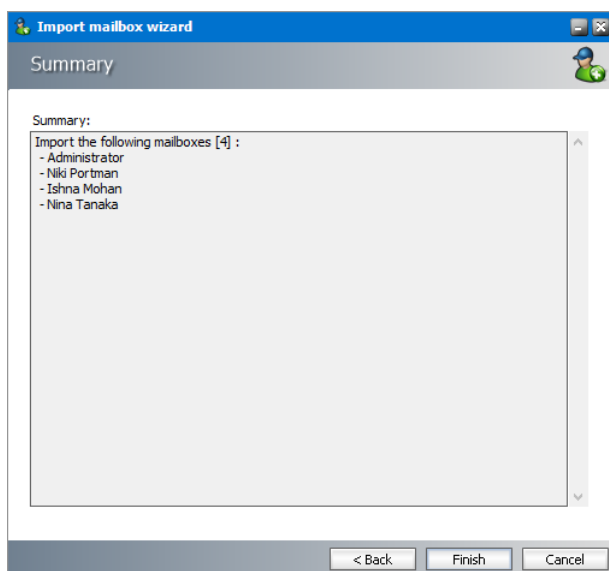 Import mailbox wizard
Summary
Summary:
Import the following mailboxes [4] :
- Administrator
- Niki Portman
- Ishna Mohan
- Nina Tanaka
< Back Finish Cancel